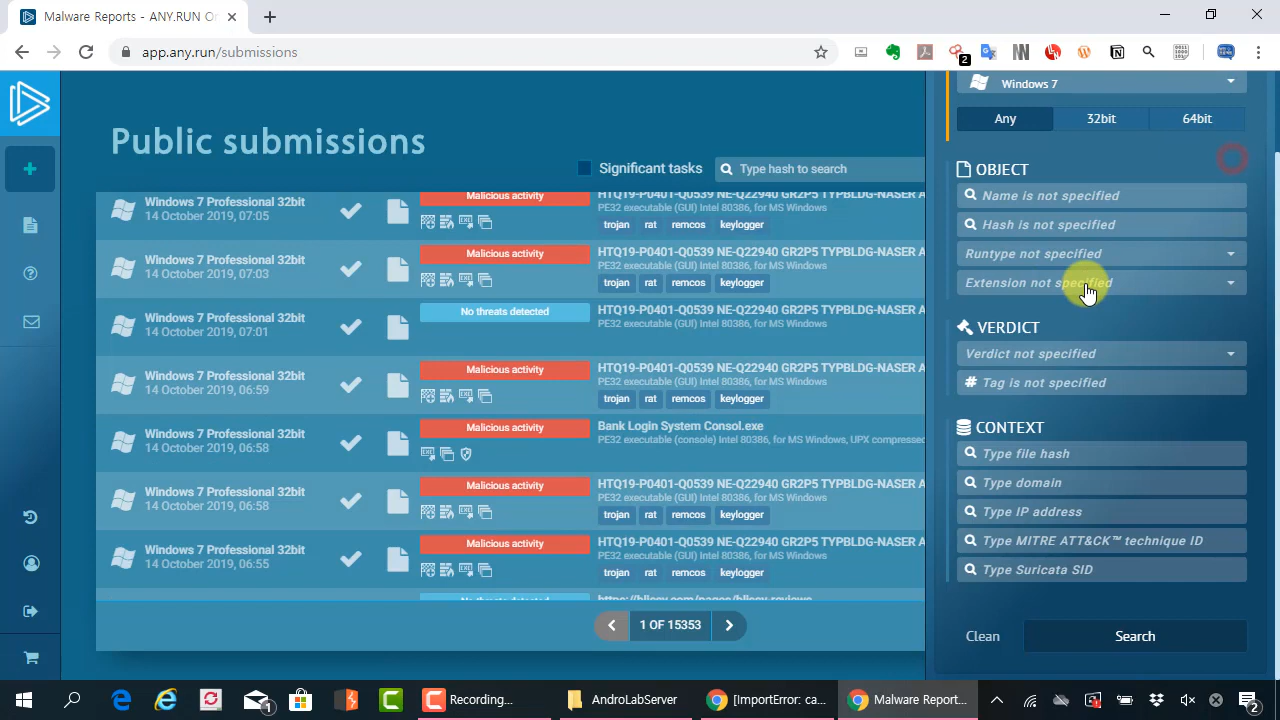 Malware Reports - ANY.RUN On
app.any.run/submissions
2
Public submissions
Significant tasks
Type hash to search
Windows 7 Professional 32bit
14 October 2019, 07:05
Malicious activity
HTQ19-P0401-Q0539 NE-Q22940 GR2P5 TYPBLDG-NASER A
PE32 executable (GUI) Intel 80386, for MS Windows
trojan rat remcos keylogger
Windows 7 Professional 32bit
14 October 2019, 07:03
Malicious activity
HTQ19-P0401-Q0539 NE-Q22940 GR2P5 TYPBLDG-NASER A
PE32 executable (GUI) Intel 80386, for MS Windows
trojan rat remcos keylogger
Windows 7 Professional 32bit
14 October 2019, 07:01
No threats detected
HTQ19-P0401-Q0539 NE-Q22940 GR2P5 TYPBLDG-NASER A
PE32 executable (GUI) Intel 80386, for MS Windows
Windows 7 Professional 32bit
14 October 2019, 06:59
Malicious activity
HTQ19-P0401-Q0539 NE-Q22940 GR2P5 TYPBLDG-NASER A
PE32 executable (GUI) Intel 80386, for MS Windows
trojan rat remcos keylogger
Windows 7 Professional 32bit
14 October 2019, 06:58
Malicious activity
Bank Login System Consol.exe
PE32 executable (console) Intel 80386, for MS Windows, UPX compressed
Windows 7 Professional 32bit
14 October 2019, 06:58
Malicious activity
HTQ19-P0401-Q0539 NE-Q22940 GR2P5 TYPBLDG-NASER A
PE32 executable (GUI) Intel 80386, for MS Windows
trojan rat remcos keylogger
Windows 7 Professional 32bit
14 October 2019, 06:55
Malicious activity
HTQ19-P0401-Q0539 NE-Q22940 GR2P5 TYPBLDG-NASER A
PE32 executable (GUI) Intel 80386, for MS Windows
trojan rat remcos keylogger
No threats detected
1 OF 15353
Windows 7
Any 32bit 64bit
OBJECT
Name is not specified
Hash is not specified
Runtype not specified
Extension not specified
VERDICT
Verdict not specified
# Tag is not specified
CONTEXT
Type file hash
Type domain
Type IP address
Type MITRE ATT&CK™ technique ID
Type Suricata SID
Clean Search
1
Recording...
AndroLabServer
[ImportError: ca...
Malware Report...
2